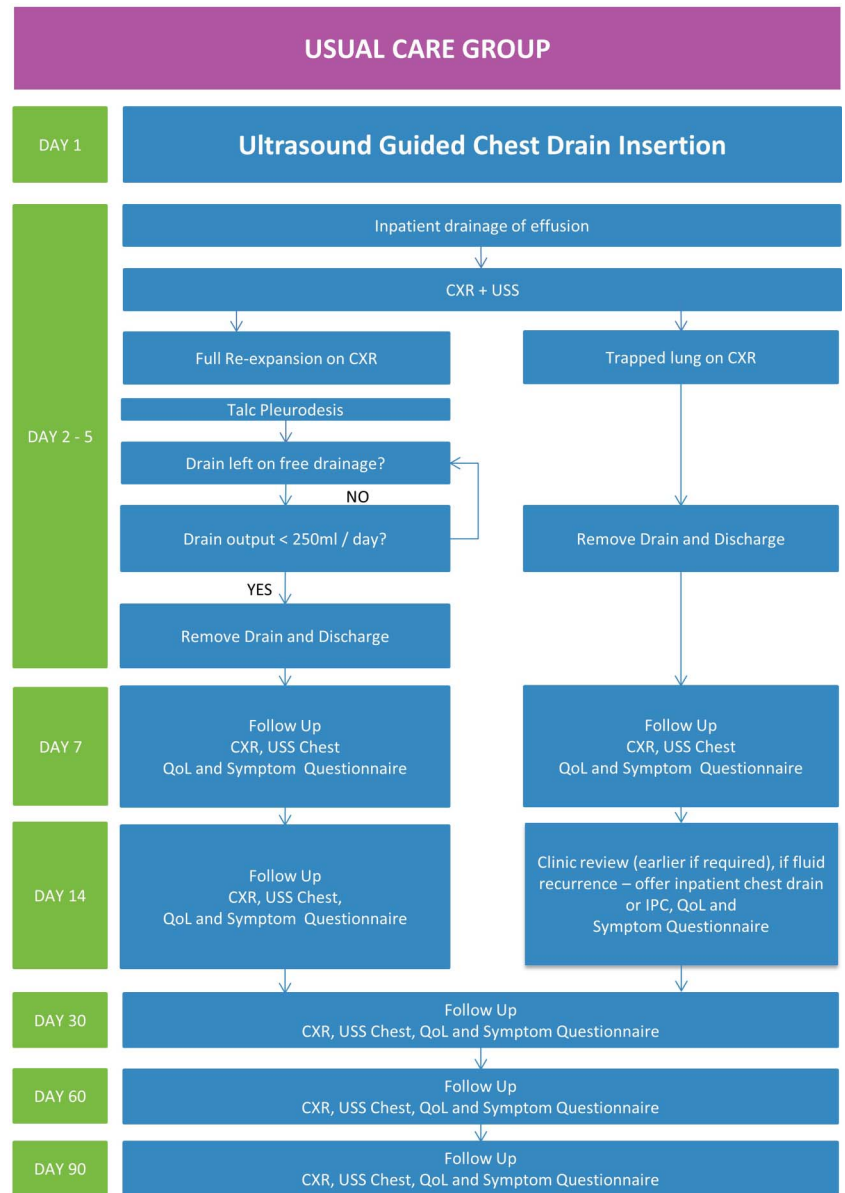 USUAL CARE GROUP
DAY 1
Ultrasound Guided Chest Drain Insertion
DAY 2 - 5
Inpatient drainage of effusion
CXR + USS
Full Re-expansion on CXR
Trapped lung on CXR
Talc Pleurodesis
Drain left on free drainage?
NO
Drain output < 250ml / day?
Remove Drain and Discharge
YES
Remove Drain and Discharge
DAY 7
Follow Up
CXR, USS Chest
QoL and Symptom Questionnaire
Follow Up
CXR, USS Chest
QoL and Symptom Questionnaire
DAY 14
Follow Up
CXR, USS Chest,
QoL and Symptom Questionnaire
Clinic review (earlier if required), if fluid
recurrence – offer inpatient chest drain
or IPC, QoL and
Symptom Questionnaire
DAY 30
Follow Up
CXR, USS Chest, QoL and Symptom Questionnaire
DAY 60
Follow Up
CXR, USS Chest, QoL and Symptom Questionnaire
DAY 90
Follow Up
CXR, USS Chest, QoL and Symptom Questionnaire